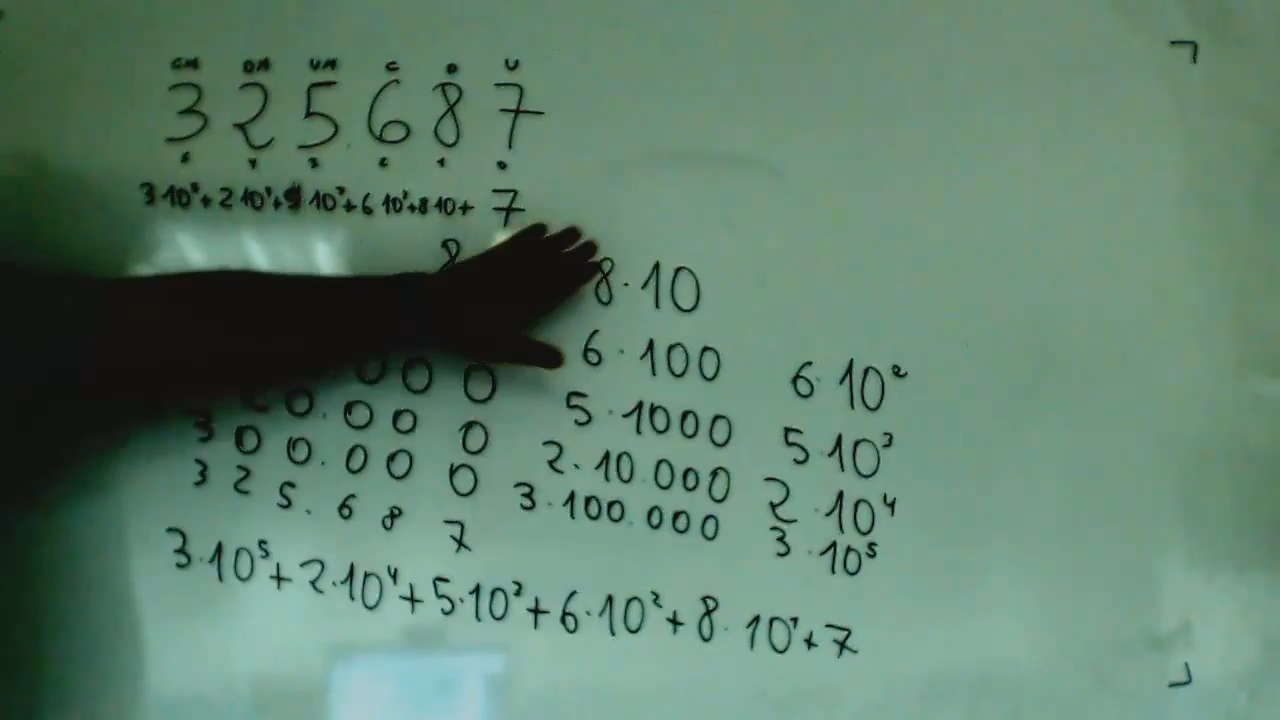 CM DM UM C D U
3 2 5. 6 8 7
5 4 3 2 1 0
3·10⁵+2·10⁴+5·10³+6·10²+8·10+ 7
8
8·10
6·100 6·10²
0 0 0 5·1000 5·10³
0. 0 0 0 2·10.000 2·10⁴
3 0 0. 0 0 0 3·100.000 3·10⁵
3 2 5. 6 8 7
3·10⁵+2·10⁴+5·10³+6·10²+8·10¹+7